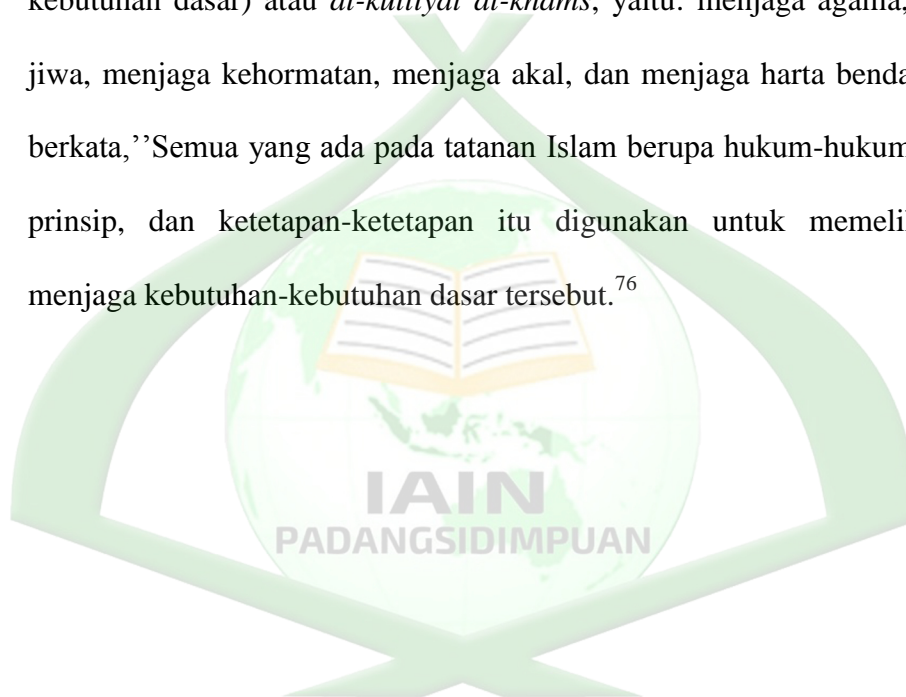 kebutuhan dasar) atau al-kulliyat al-khams, yaitu: menjaga agama,
jiwa, menjaga kehormatan, menjaga akal, dan menjaga harta benda
berkata,’’Semua yang ada pada tatanan Islam berupa hukum-hukum
prinsip, dan ketetapan-ketetapan itu digunakan untuk
menjaga kebutuhan-kebutuhan dasar tersebut.76
IAIN
PADANGSIDIMPUAN